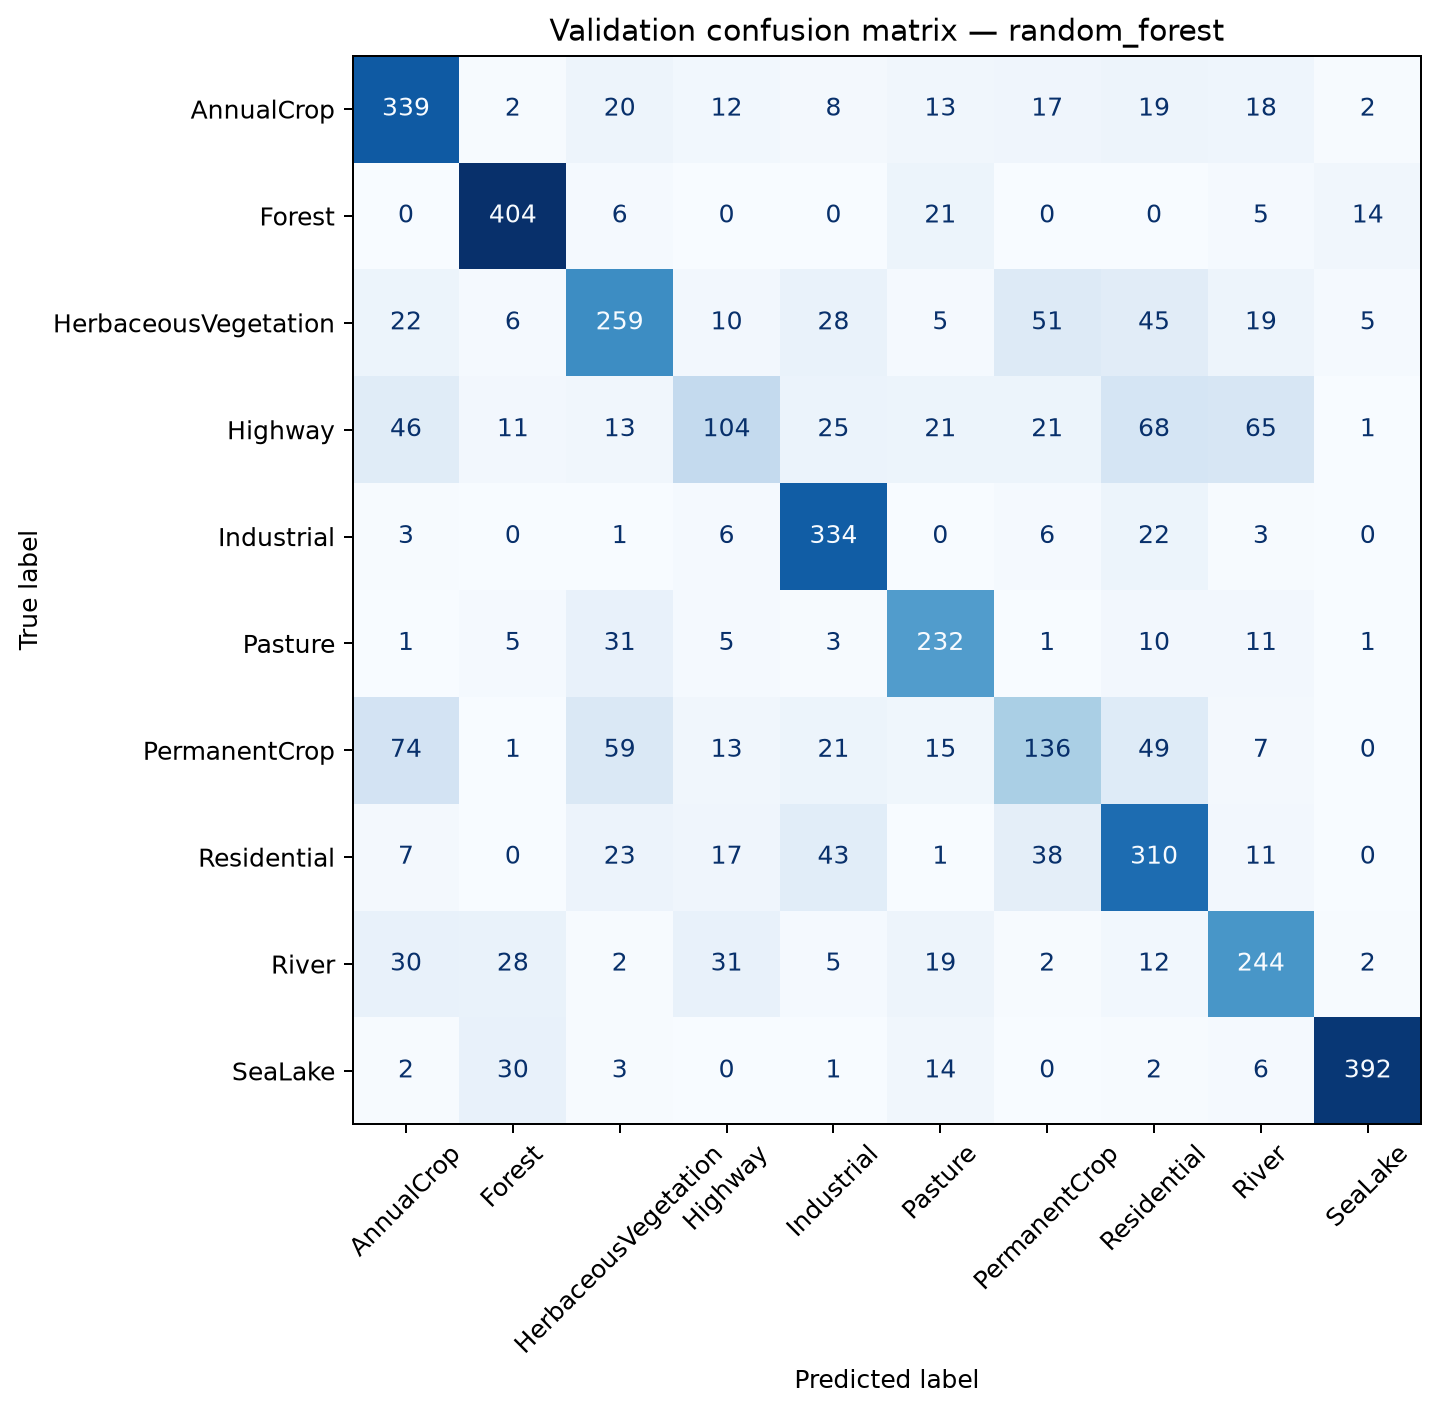 Validation confusion matrix — random_forest
AnnualCrop 339 2 20 12 8 13 17 19 18 2
Forest 0 404 6 0 0 21 0 0 5 14
HerbaceousVegetation 22 6 259 10 28 5 51 45 19 5
Highway 46 11 13 104 25 21 21 68 65 1
Industrial 3 0 1 6 334 0 6 22 3 0
Pasture 1 5 31 5 3 232 1 10 11 1
PermanentCrop 74 1 59 13 21 15 136 49 7 0
Residential 7 0 23 17 43 1 38 310 11 0
River 30 28 2 31 5 19 2 12 244 2
SeaLake 2 30 3 0 1 14 0 2 6 392
True label
AnnualCrop Forest HerbaceousVegetation Highway Industrial Pasture PermanentCrop Residential River SeaLake
Predicted label